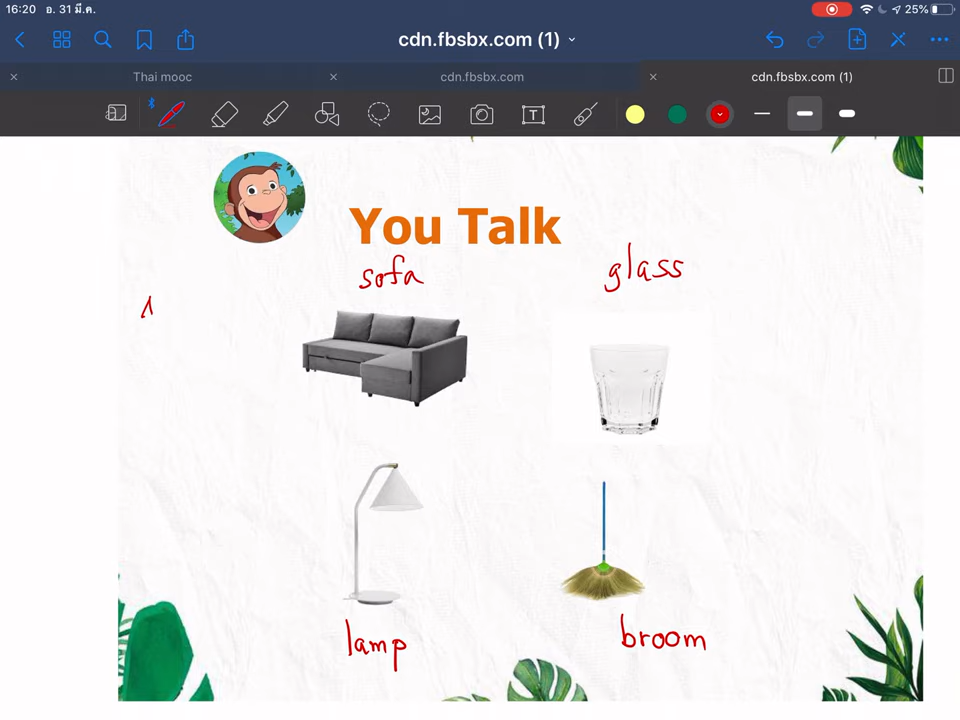 16:20 อ. 31 มี.ค. 25%
cdn.fbsbx.com (1)
Thai mooc
cdn.fbsbx.com
cdn.fbsbx.com (1)
T
You Talk
sofa
glass
lamp
broom